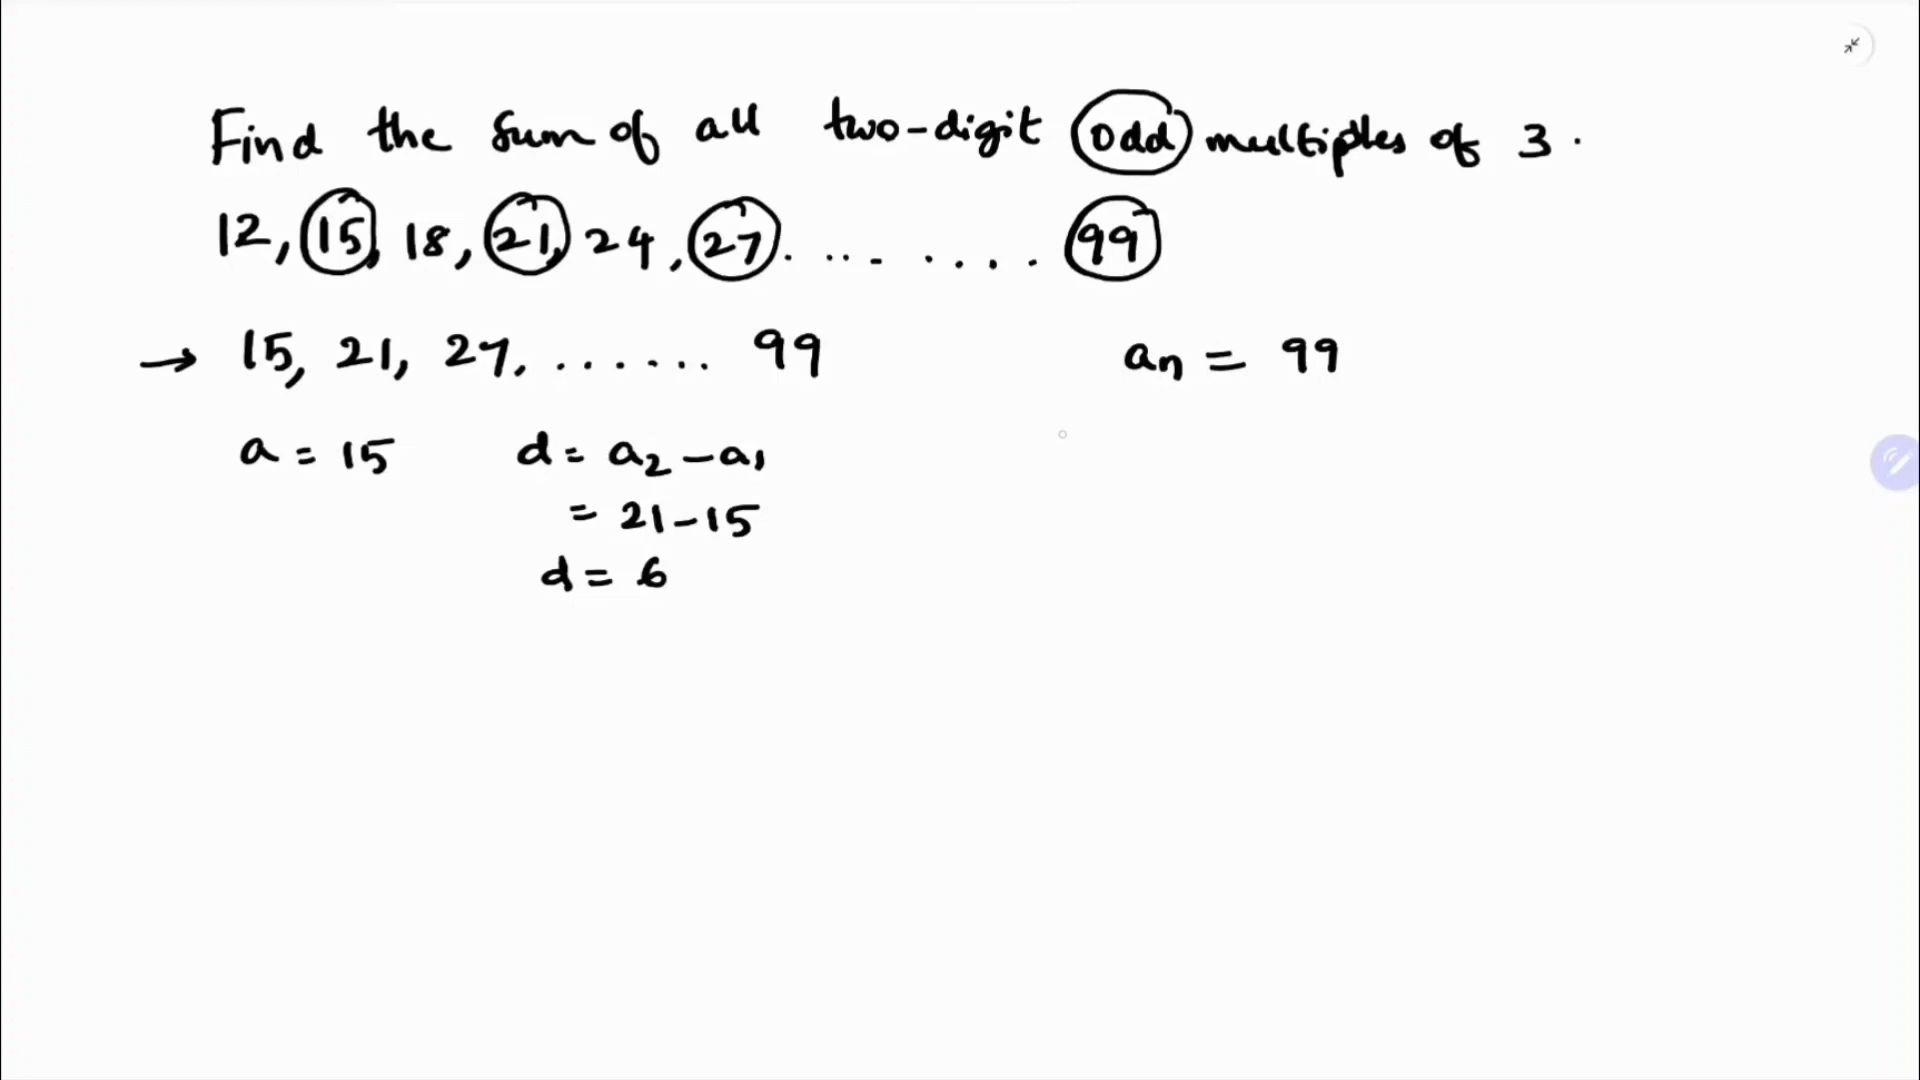 Find the sum of all two-digit odd multiples of 3.
12, 15, 18, 21, 24, 27. ... - .... 99
→ 15, 21, 27, ...... 99 an = 99
a = 15 d = a2 - a1
= 21-15
d = 6